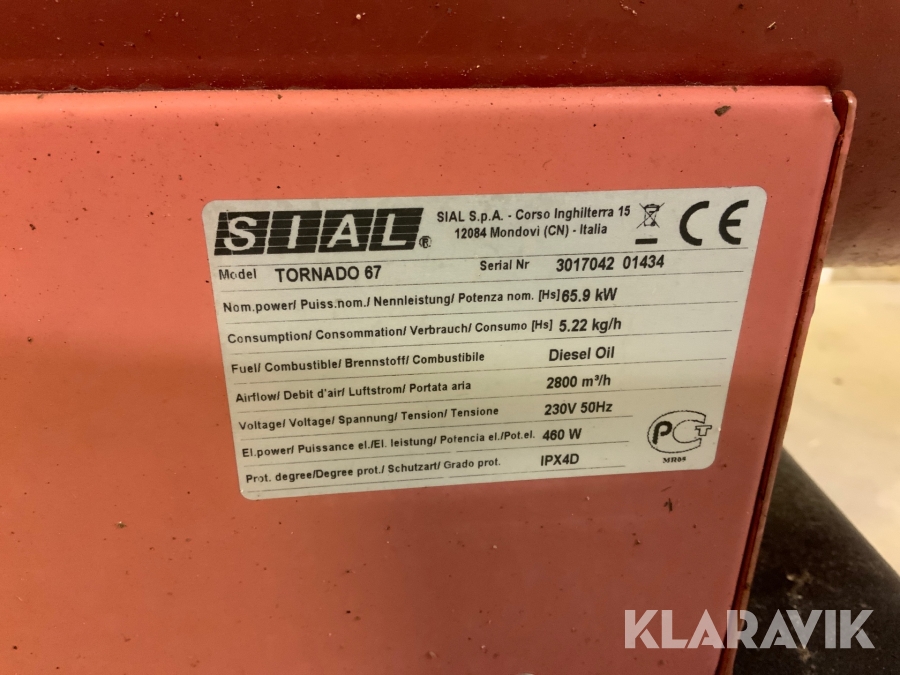 SIAL®
SIAL S.p.A. - Corso Inghilterra 15
12084 Mondovi (CN) - Italia
CE
Model TORNADO 67 Serial Nr 3017042 01434
Nom.power/ Puiss.nom./ Nennleistung/ Potenza nom. [Hs] 65.9 kW
Consumption/ Consommation/ Verbrauch/ Consumo [Hs] 5.22 kg/h
Fuel/ Combustible/ Brennstoff/ Combustibile Diesel Oil
Airflow/ Debit d'air/ Luftstrom/ Portata aria 2800 m³/h
Voltage/ Voltage/ Spannung/ Tension/ Tensione 230V 50Hz
El.power/ Puissance el./El. leistung/ Potencia el./Pot.el. 460 W
Prot. degree/Degree prot./ Schutzart/ Grado prot. IPX4D
PCT
KLARAVIK